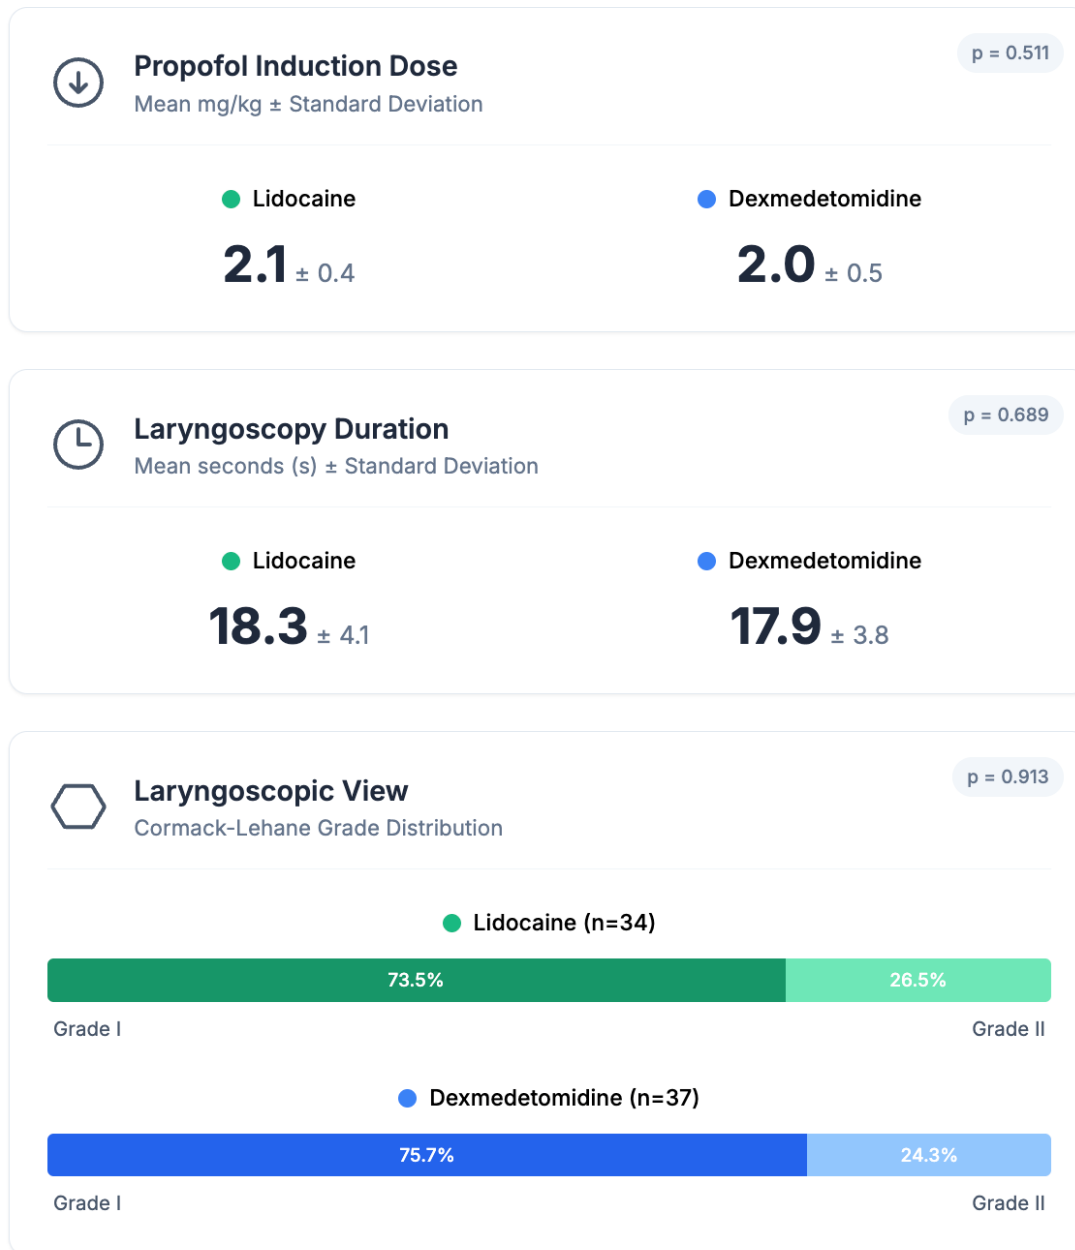 Propofol Induction Dose
p = 0.511
Mean mg/kg ± Standard Deviation
Lidocaine
Dexmedetomidine
2.1 ± 0.4
2.0 ± 0.5
Laryngoscopy Duration
p = 0.689
Mean seconds (s) ± Standard Deviation
Lidocaine
Dexmedetomidine
18.3 ± 4.1
17.9 ± 3.8
Laryngoscopic View
p = 0.913
Cormack-Lehane Grade Distribution
Lidocaine (n=34)
73.5%
26.5%
Grade I
Grade II
Dexmedetomidine (n=37)
75.7%
24.3%
Grade I
Grade II